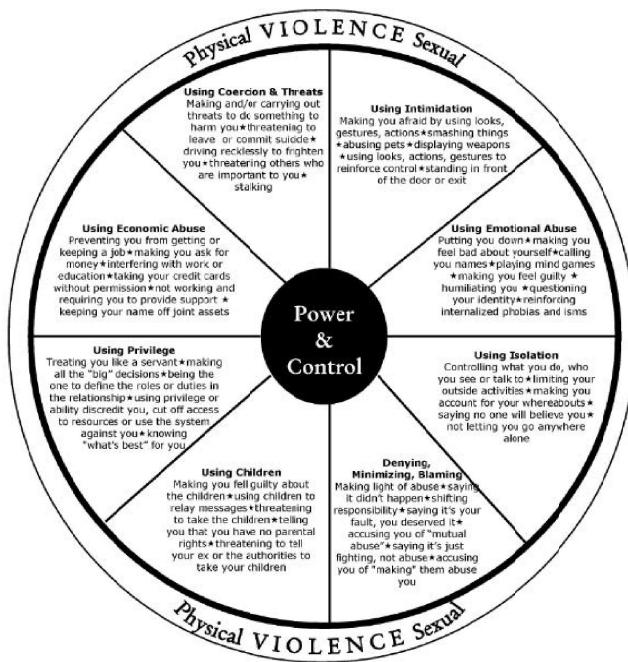 Physical VIOLENCE Sexual
Using Coercion & Threats
Making and/or carrying out
threats to do something to
harm you★threatening to
leave or commit suicide★
driving recklessly to frighten
you★threatening others who
are important to you★
stalking
Using Intimidation
Making you afraid by using looks,
gestures, actions★smashing things
★abusing pets★displaying weapons
★using looks, actions, gestures to
reinforce control★standing in front
of the door or exit
Using Economic Abuse
Preventing you from getting or
keeping a job★making you ask for
money★interfering with work or
education★taking your credit cards
without permission★not working and
requiring you to provide support ★
keeping your name off joint assets
Using Emotional Abuse
Putting you down★making you
feel bad about yourself★calling
you names★playing mind games
★making you feel guilty ★
humiliating you★questioning
your identity★reinforcing
internalized phobias and isms
Power
&
Control
Using Privilege
Treating you like a servant★making
all the "big" decisions★being the
one to define the roles or duties in
the relationship★using privilege or
ability discredit you, cut off access
to resources or use the system
against you★knowing
"what's best" for you
Using Isolation
Controlling what you do, who
you see or talk to★limiting your
outside activities★making you
account for your whereabouts★
saying no one will believe you★
not letting you go anywhere
alone
Using Children
Making you fell guilty about
the children★using children to
relay messages★threatening
to take the children★telling
you that you have no parental
rights★threatening to tell
your ex or the authorities to
take your children
Denying,
Minimizing, Blaming
Making light of abuse★saying
it didn't happen★shifting
responsibility★saying it's your
fault, you deserved it★
accusing you of "mutual
abuse"★saying it's just
fighting, not abuse★accusing
you of "making" them abuse
you
Physical VIOLENCE Sexual